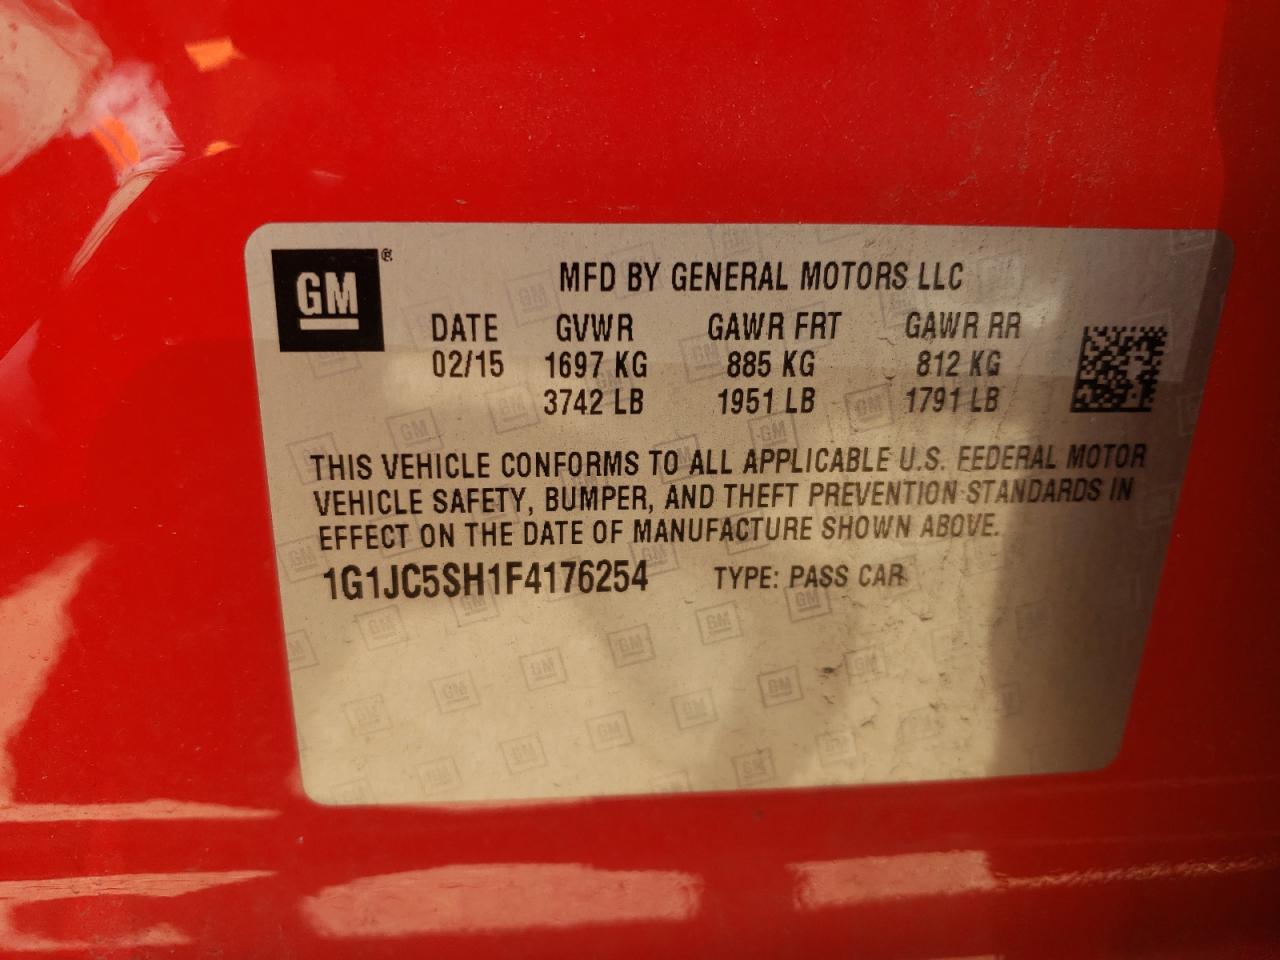 GM®
MFD BY GENERAL MOTORS LLC
DATE GVWR GAWR FRT GAWR RR
02/15 1697 KG 885 KG 812 KG
3742 LB 1951 LB 1791 LB
THIS VEHICLE CONFORMS TO ALL APPLICABLE U.S. FEDERAL MOTOR
VEHICLE SAFETY, BUMPER, AND THEFT PREVENTION STANDARDS IN
EFFECT ON THE DATE OF MANUFACTURE SHOWN ABOVE.
1G1JC5SH1F4176254 TYPE: PASS CAR